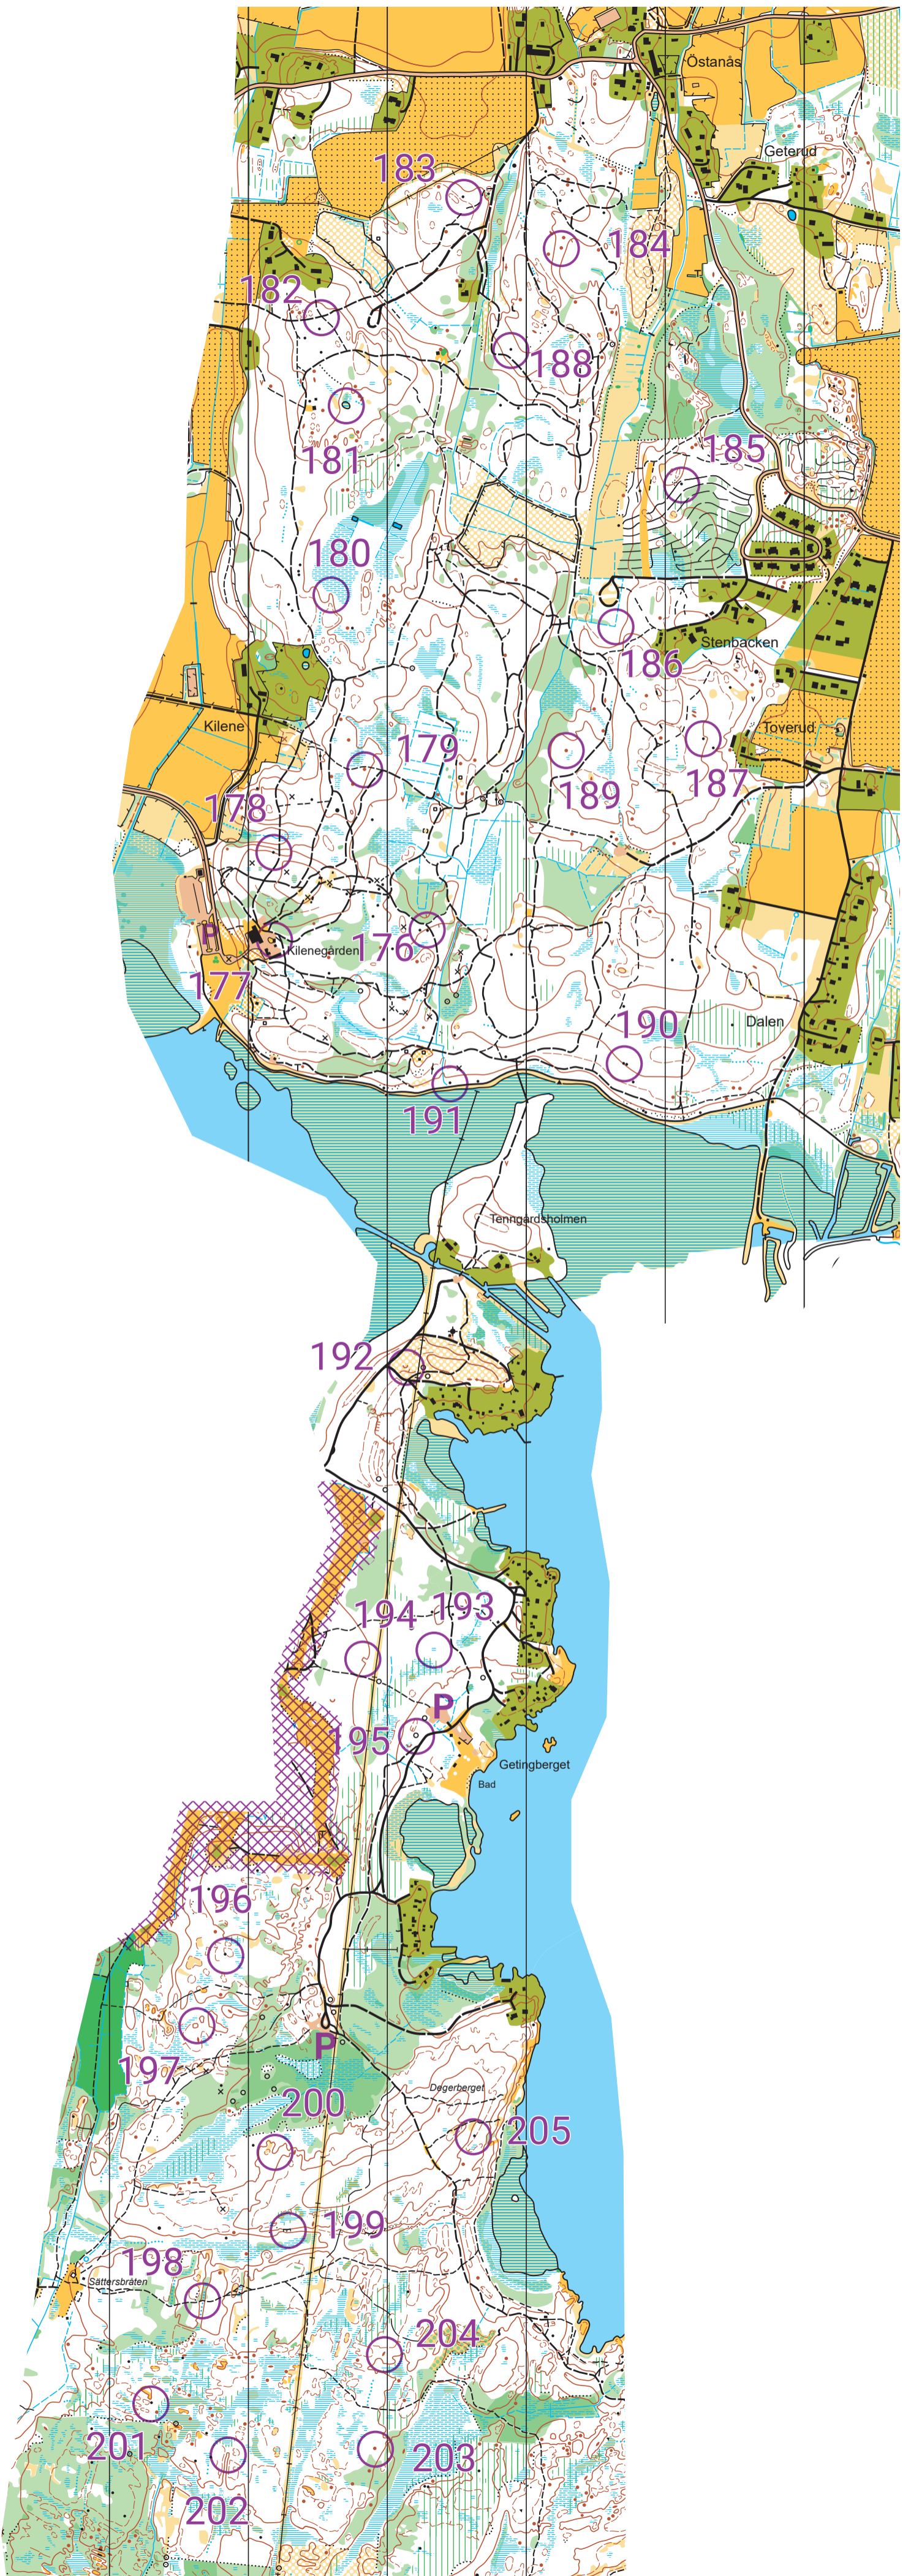 Östanås
Geterud
183
184
182
188
181
185
180
Stenbacken
186
Kilene
Toverud
179
187
189
178
P
Kilenegården
176
177
Dalen
190
191
Tenngårdsholmen
192
194
193
P
195
Getingberget
Bad
196
P
197
Degerberget
200
205
199
198
Sättersbråten
204
201
203
202